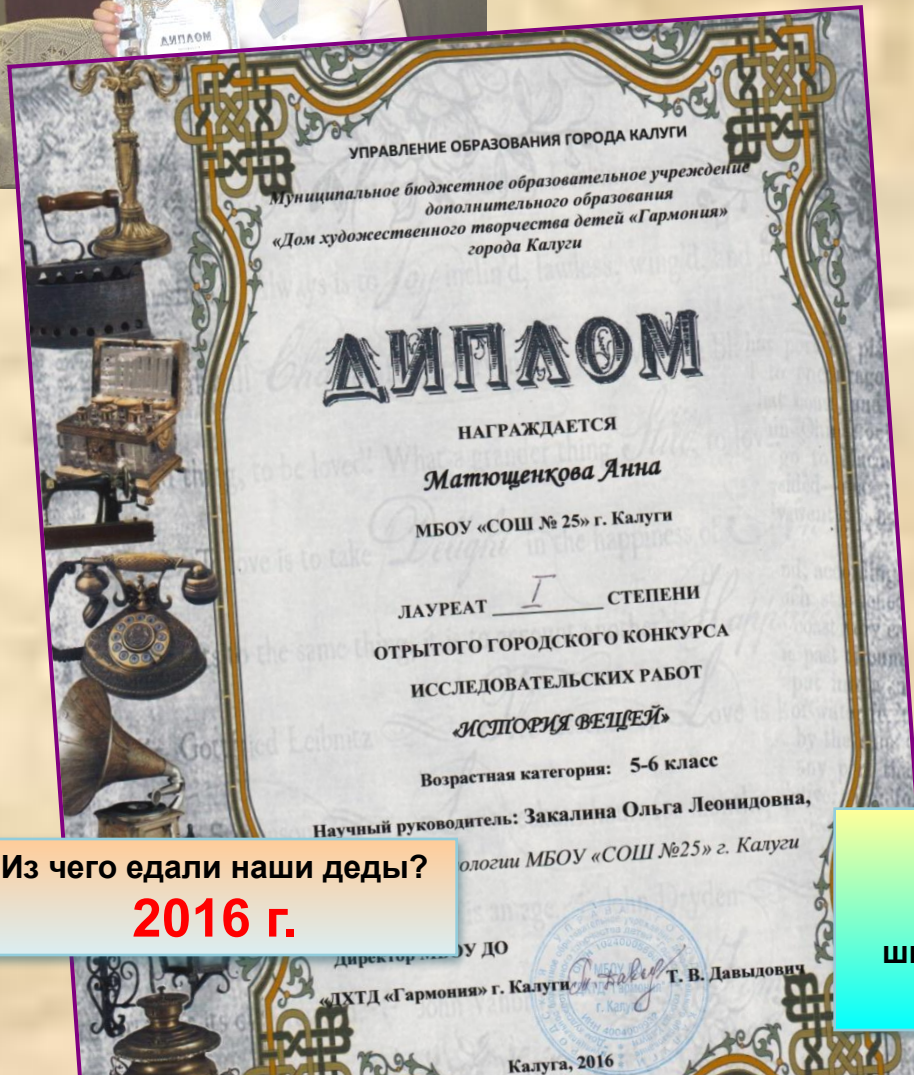 ДИПЛОМ
УПРАВЛЕНИЕ ОБРАЗОВАНИЯ ГОРОДА КАЛУГИ
Муниципальное бюджетное образовательное учреждение
дополнительного образования
«Дом художественного творчества детей «Гармония»
города Калуги
ДИПЛОМ
НАГРАЖДАЕТСЯ
Матющенкова Анна
МБОУ «СОШ № 25» г. Калуги
ЛАУРЕАТ I СТЕПЕНИ
ОТРЫТОГО ГОРОДСКОГО КОНКУРСА
ИССЛЕДОВАТЕЛЬСКИХ РАБОТ
«ИСТОРИЯ ВЕЩЕЙ»
Возрастная категория: 5-6 класс
Научный руководитель: Закалина Ольга Леонидовна,
МБОУ «СОШ №25» г. Калуги
Из чего едали наши деды?
2016 г.
Директор ДО
«ДХТД «Гармония» г. Калуги Т. В. Давыдович
Калуга, 2016